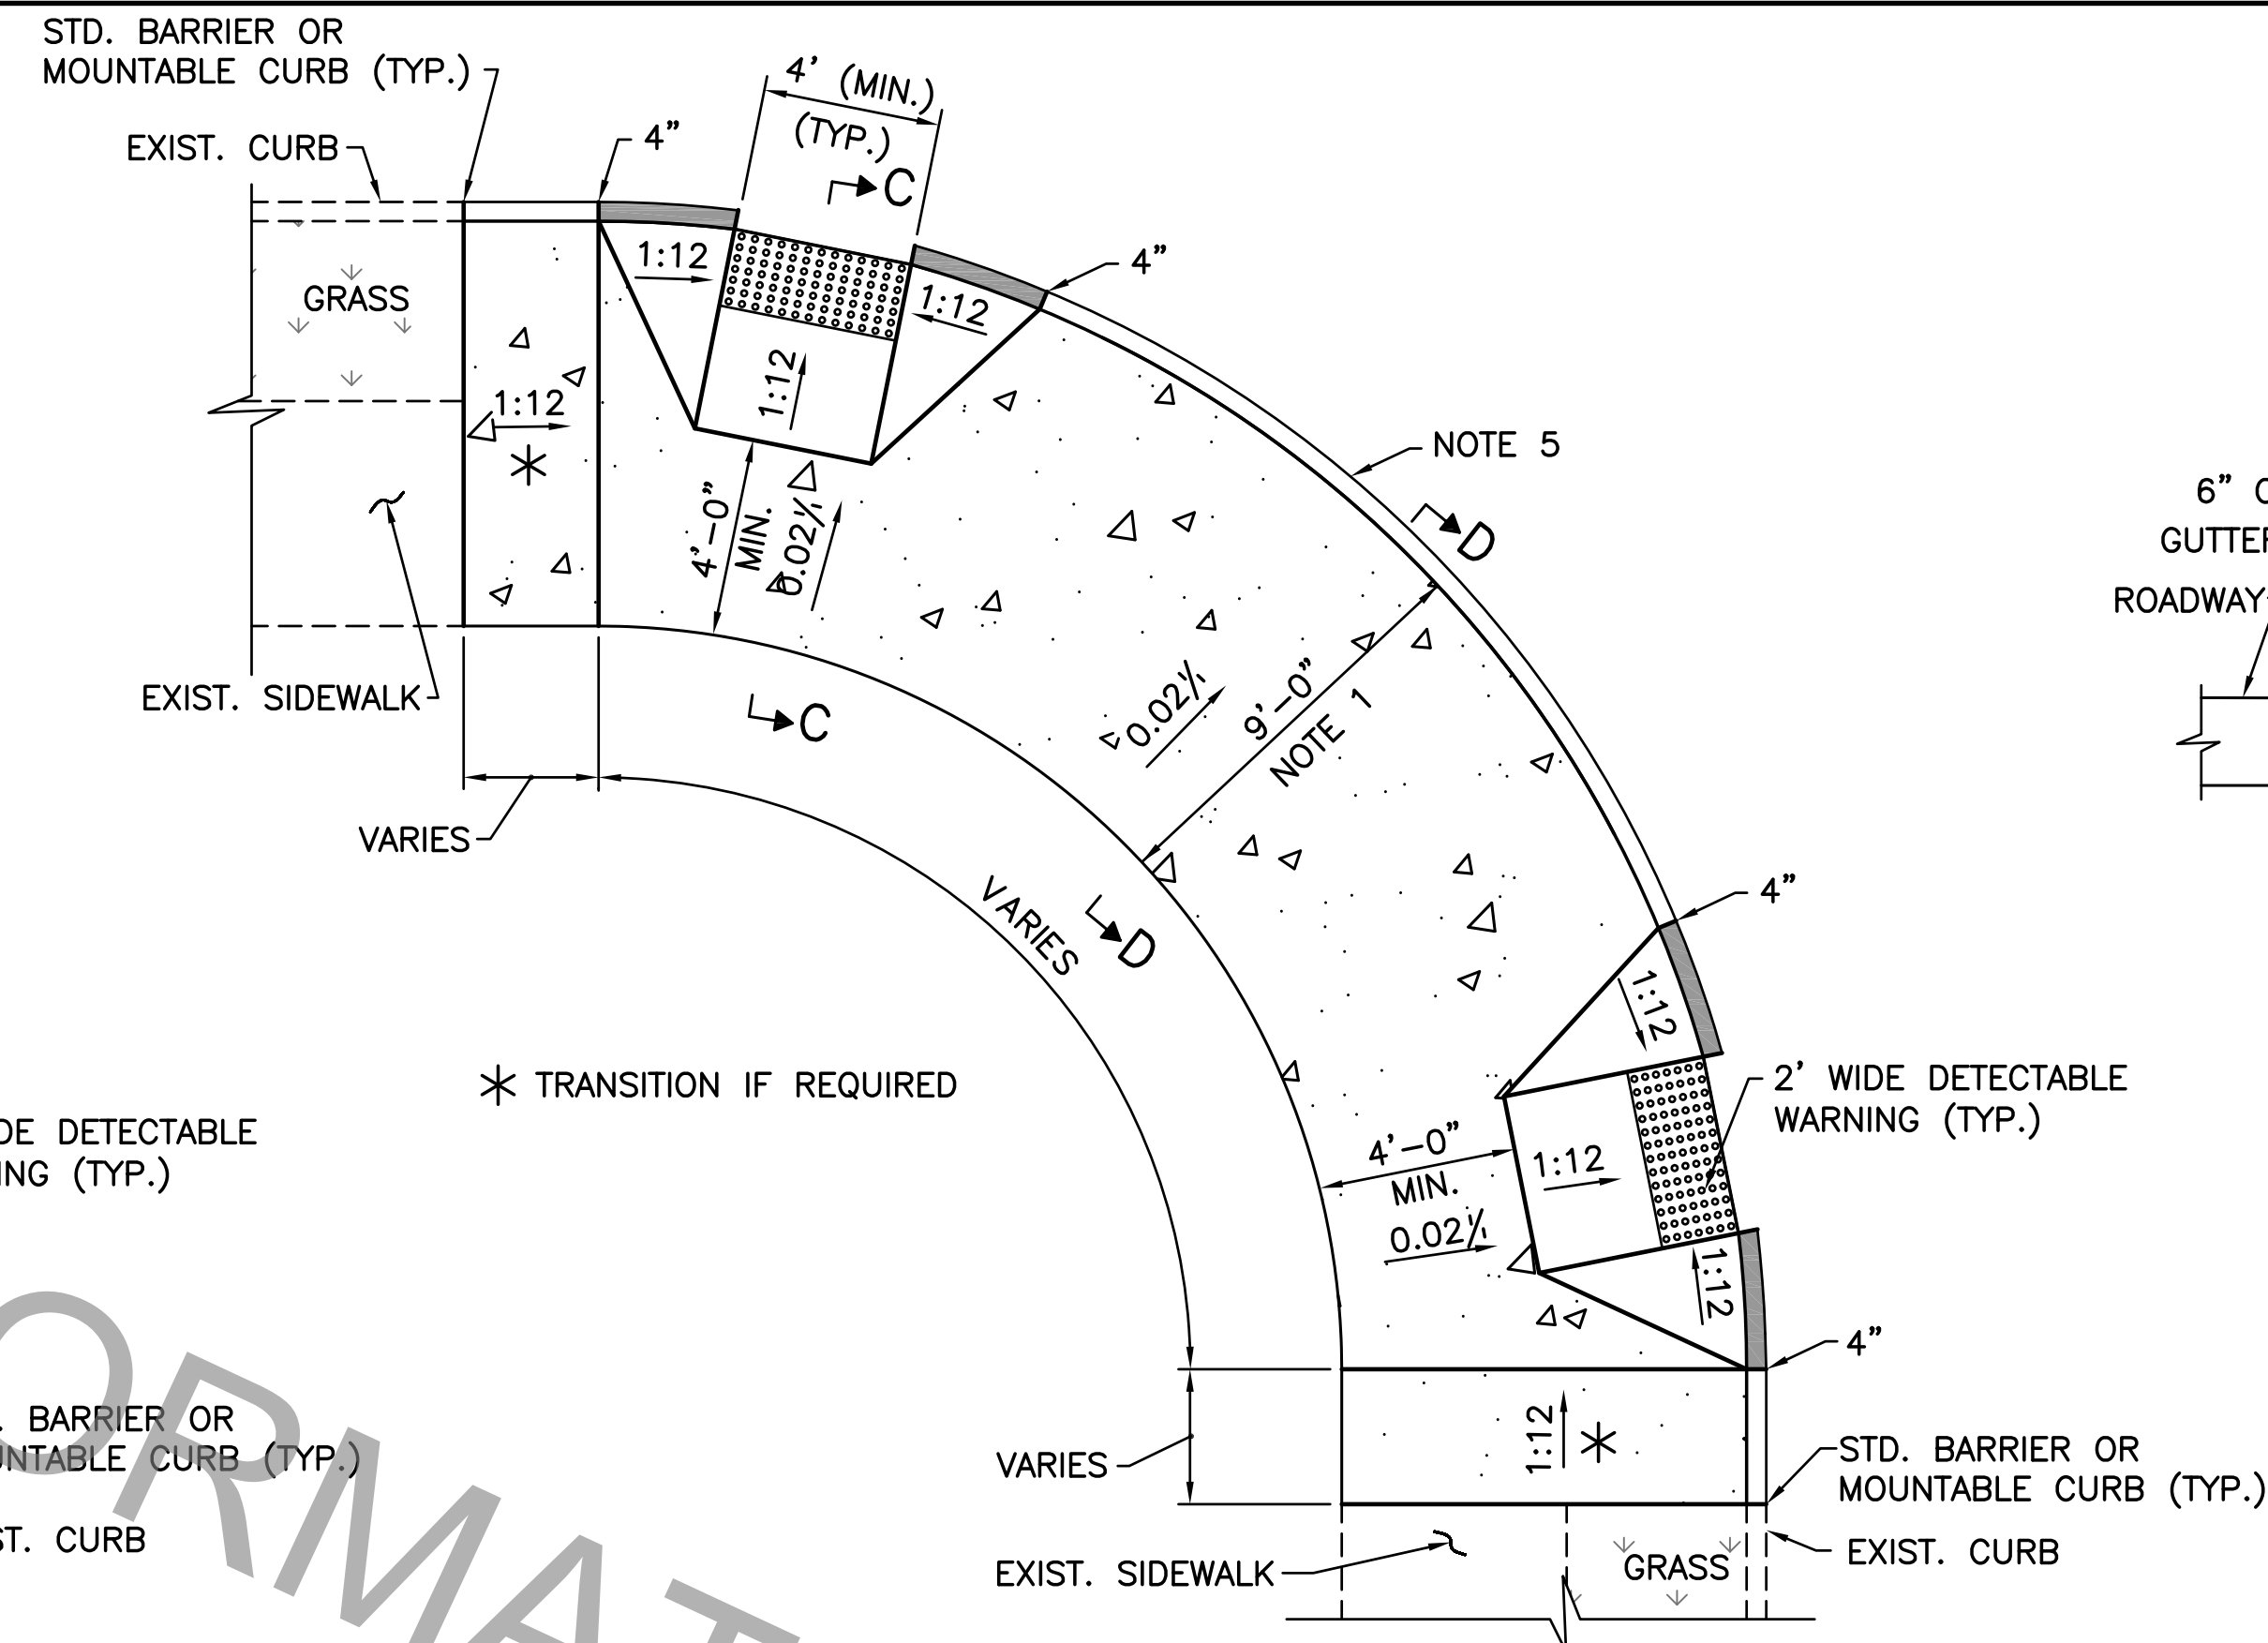 STD. BARRIER OR
MOUNTABLE CURB (TYP.)
EXIST. CURB
4"
4' (MIN.)
(TYP.)
C
4"
1:12
1:12
GRASS
1:12
1:12
NOTE 5
4'-0"
MIN.
0.02'/'
D
6"
GUTTER
ROADWAY
EXIST. SIDEWALK
C
0.02'/'
9'-0"
NOTE 1
VARIES
VARIES
D
4"
1:12
TRANSITION IF REQUIRED
2' WIDE DETECTABLE
WARNING (TYP.)
DE DETECTABLE
NG (TYP.)
4'-0"
MIN.
0.02'/'
1:12
1:12
4"
BARRIER OR
UNTABLE CURB (TYP.)
ST. CURB
VARIES
1:12
STD. BARRIER OR
MOUNTABLE CURB (TYP.)
EXIST. SIDEWALK
GRASS
EXIST. CURB
ORMAT